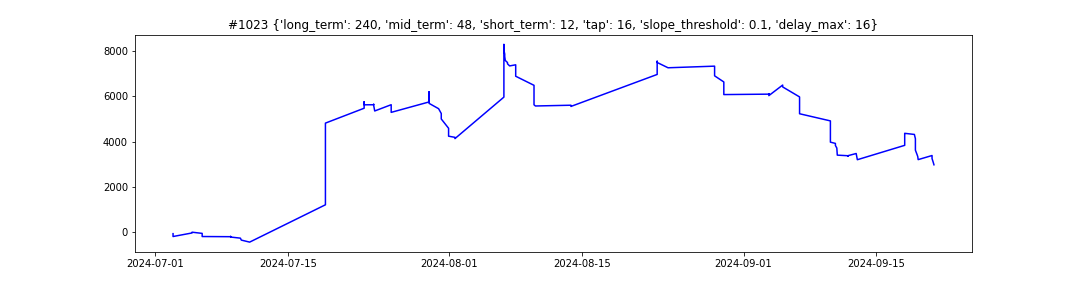 #1023 {'long_term': 240, 'mid_term': 48, 'short_term': 12, 'tap': 16, 'slope_threshold': 0.1, 'delay_max': 16}
8000
6000
4000
2000
0
2024-07-01 2024-07-15 2024-08-01 2024-08-15 2024-09-01 2024-09-15